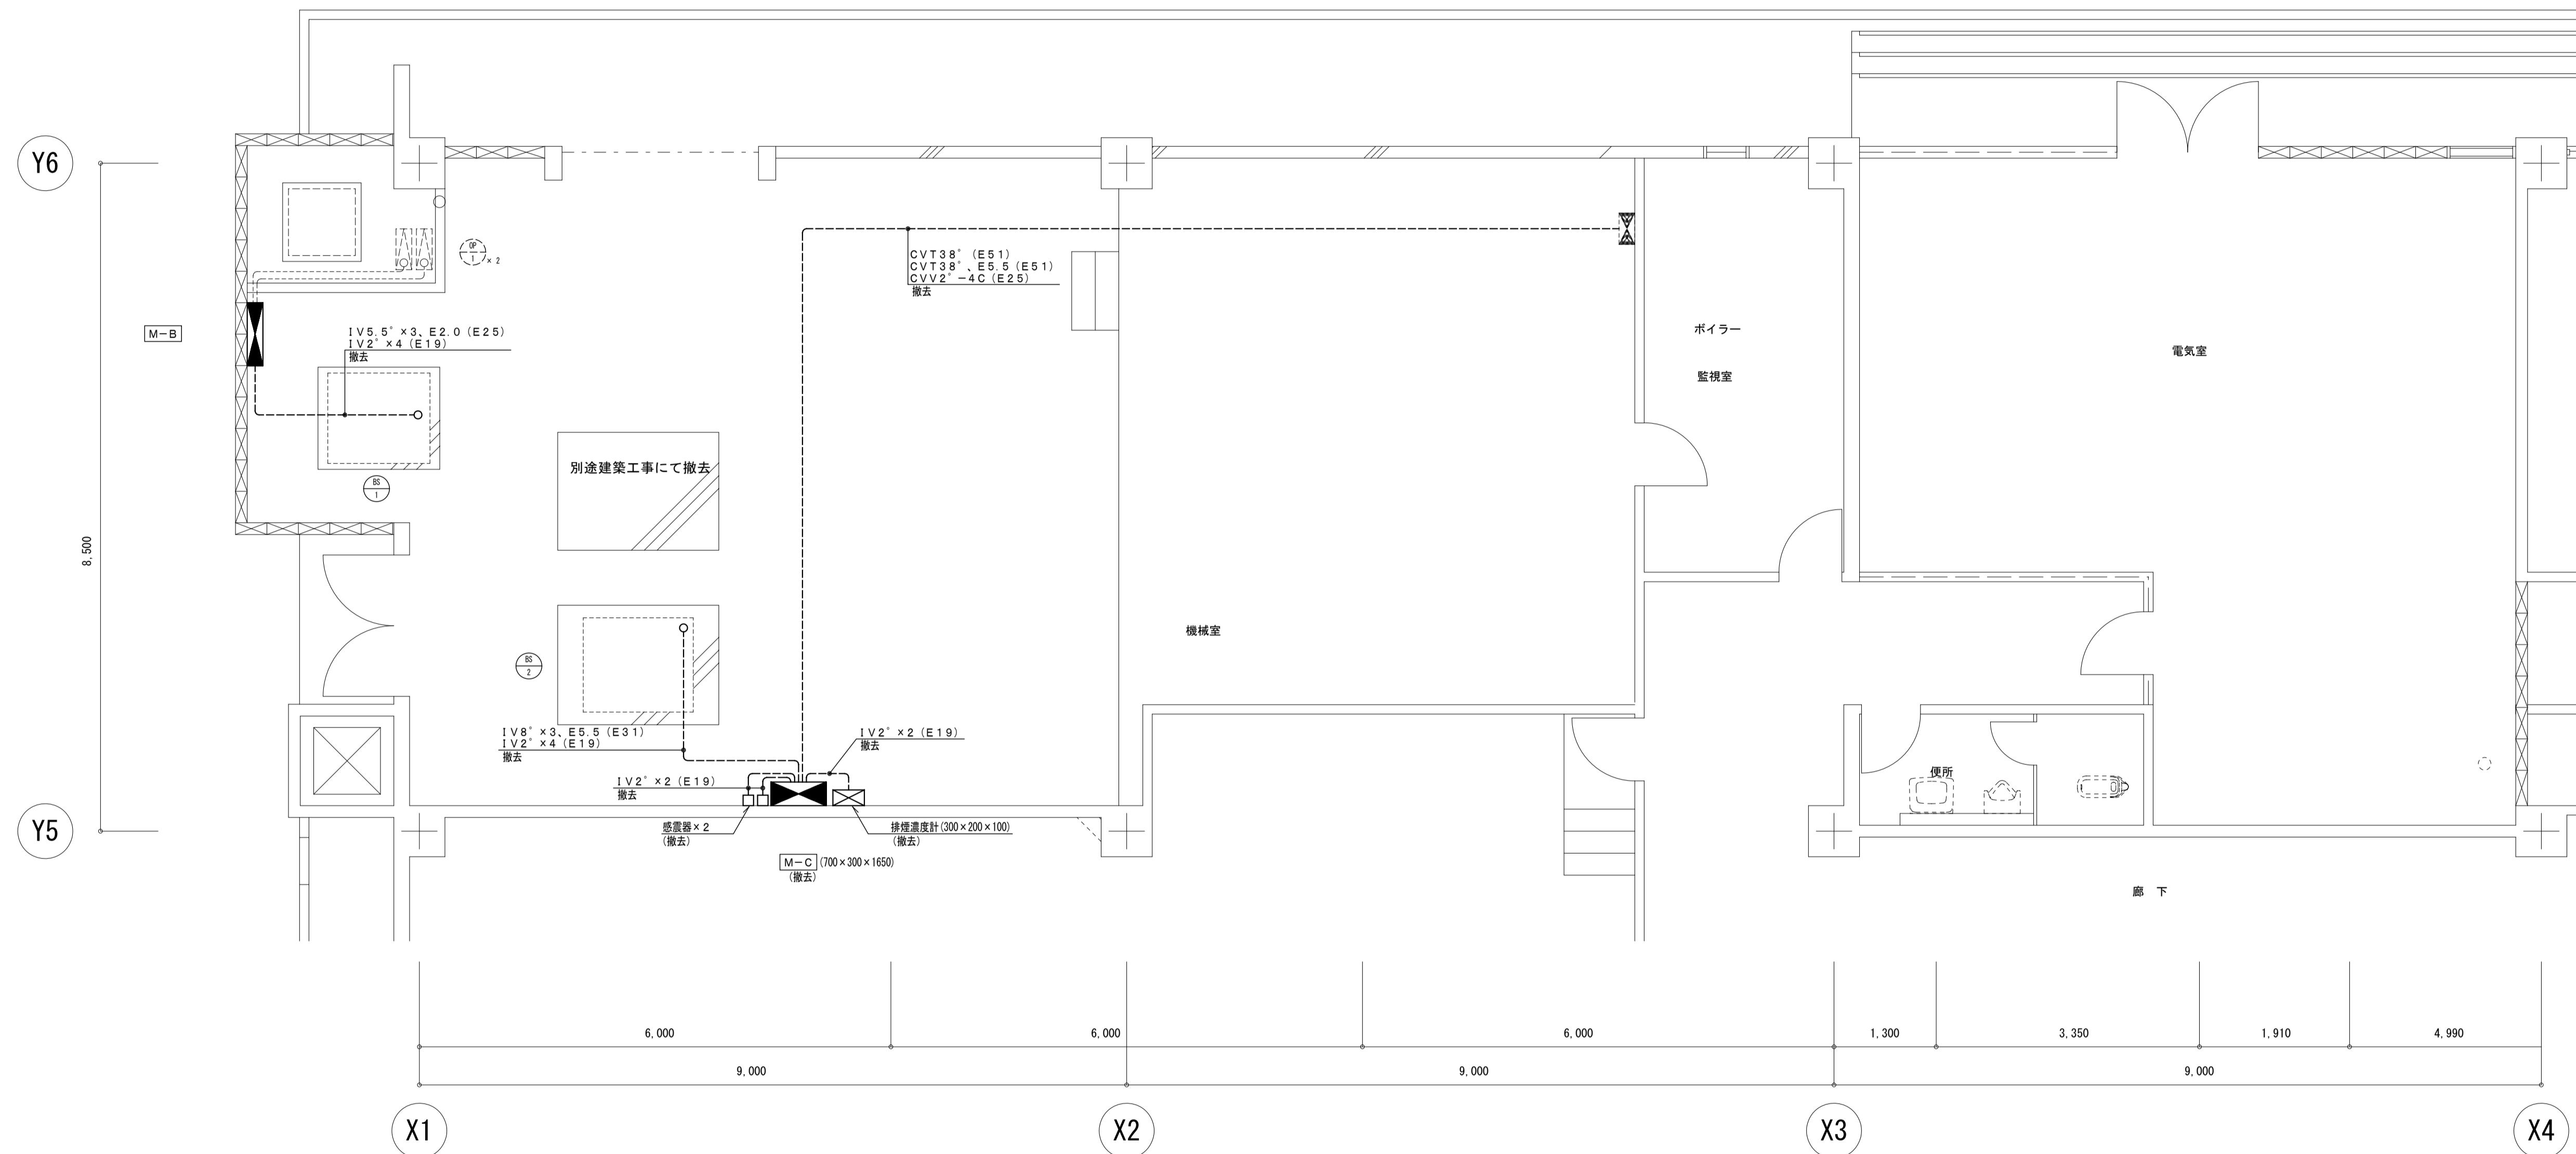 Y6
OP
1
× 2
CVT38°（E51）
CVT38°、E5.5（E51）
CVV2°－4C（E25）
撤去
M－B
IV5.5°×3、E2.0（E25）
IV2°×4（E19）
撤去
ボイラー
監視室
電気室
別途建築工事にて撤去
BS
1
8,500
機械室
BS
2
IV8°×3、E5.5（E31）
IV2°×4（E19）
撤去
IV2°×2（E19）
撤去
IV2°×2（E19）
撤去
便所
Y5
感震器×2
(撤去)
排煙濃度計(300×200×100)
(撤去)
M－C (700×300×1650)
(撤去)
廊　下
6,000 6,000 6,000 1,300 3,350 1,910 4,990
9,000 9,000 9,000
X1 X2 X3 X4